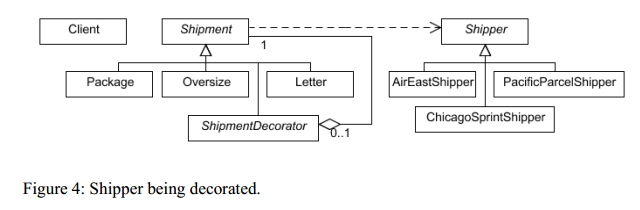 Client
Shipment
Shipper
1
Package
Oversize
Letter
AirEastShipper
PacificParcelShipper
ShipmentDecorator
0..1
ChicagoSprintShipper
Figure 4: Shipper being decorated.